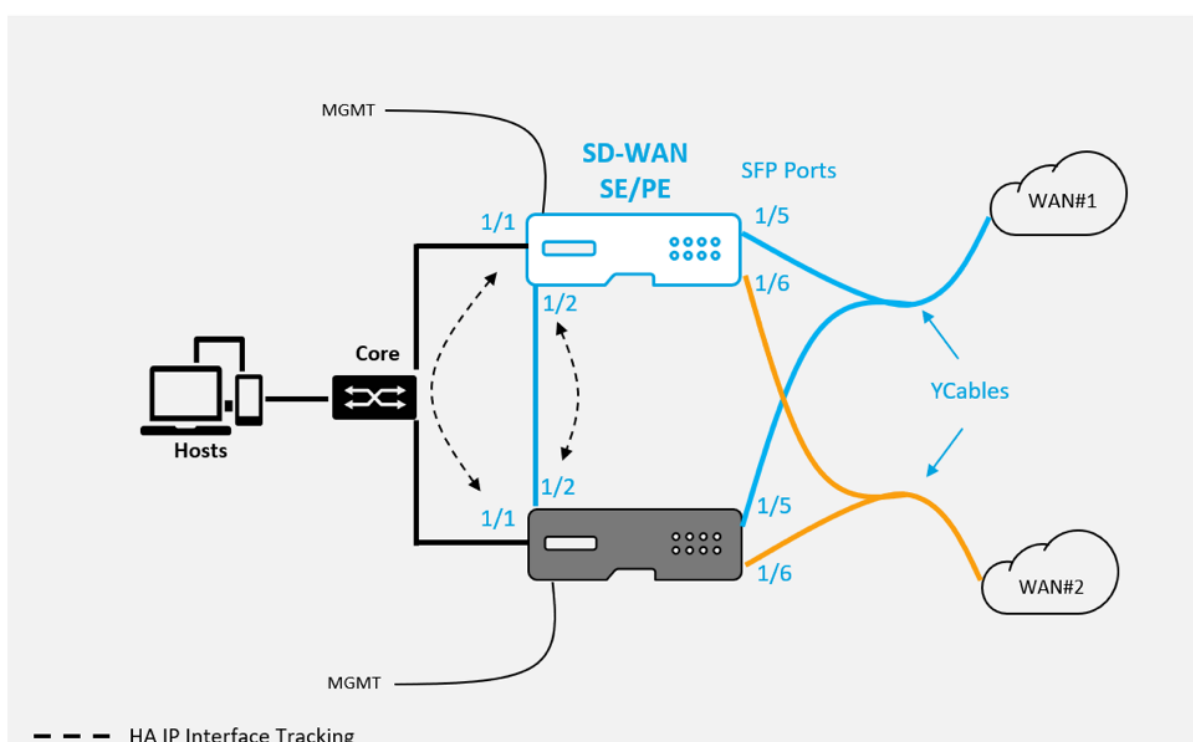 MGMT
SD-WAN
SE/PE
SFP Ports
1/1
1/5
WAN#1
1/6
1/2
Core
YCables
Hosts
1/2
1/1
1/5
1/6
WAN#2
MGMT
HA IP Interface Tracking